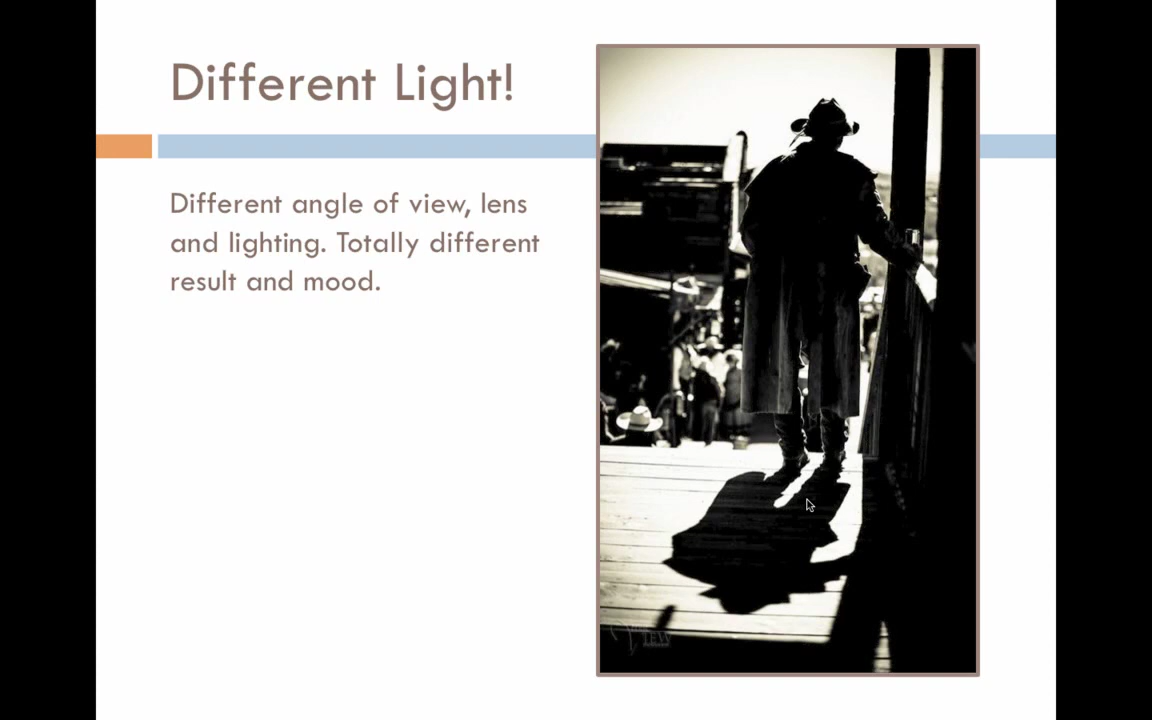 Different Light!
Different angle of view, lens
and lighting. Totally different
result and mood.